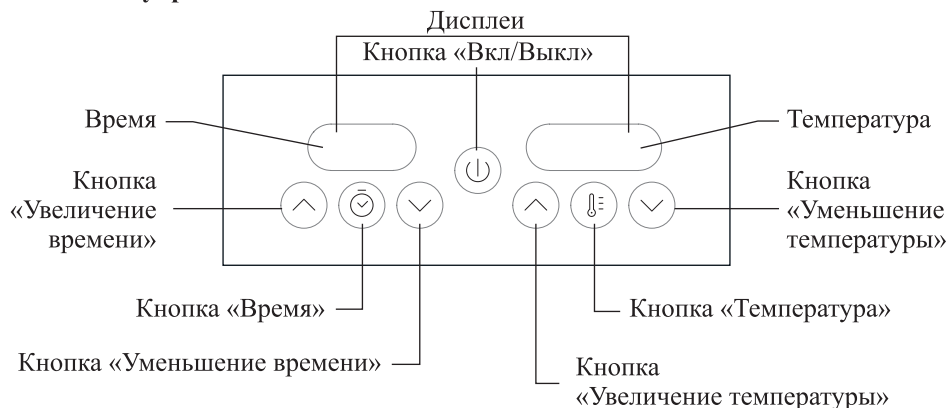 Дисплеи
Кнопка «Вкл/Выкл»
Время
Температура
Кнопка
«Увеличение
времени»
Кнопка
«Уменьшение
температуры»
Кнопка «Время»
Кнопка «Температура»
Кнопка «Уменьшение времени»
Кнопка
«Увеличение температуры»